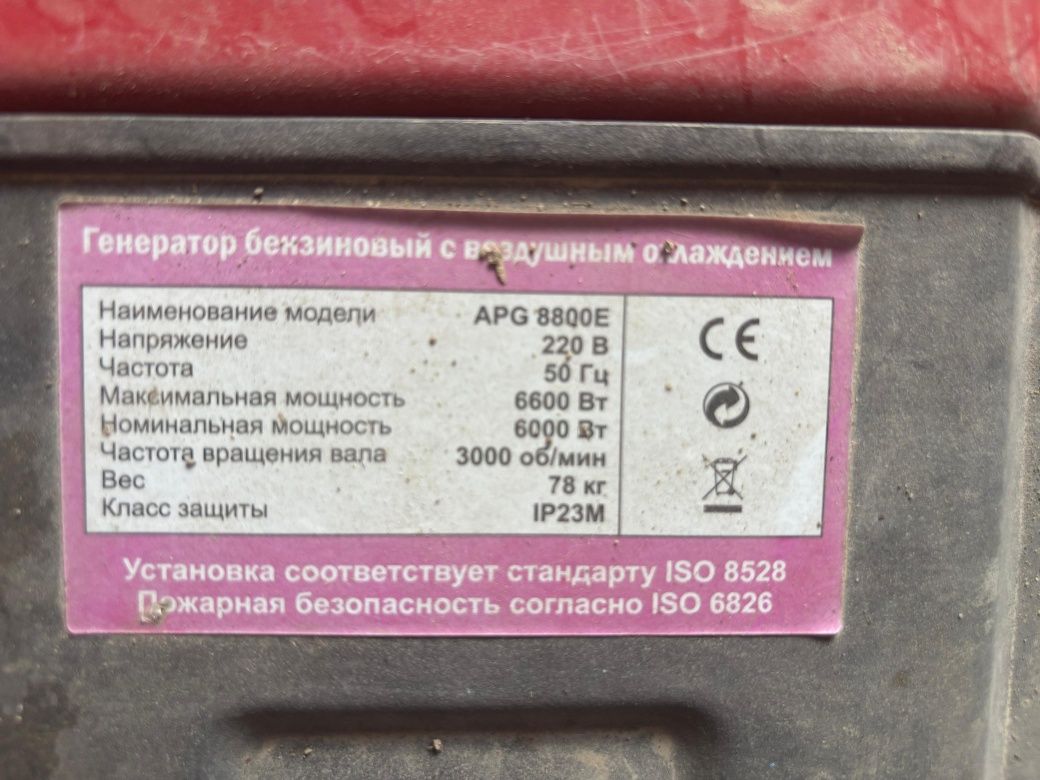 Генератор бензиновый с воздушным охлаждением
Наименование модели APG 8800E
Напряжение 220 В
Частота 50 Гц
Максимальная мощность 6600 Вт
Номинальная мощность 6000 Вт
Частота вращения вала 3000 об/мин
Вес 78 кг
Класс защиты IP23M
CE
Установка соответствует стандарту ISO 8528
Пожарная безопасность согласно ISO 6826